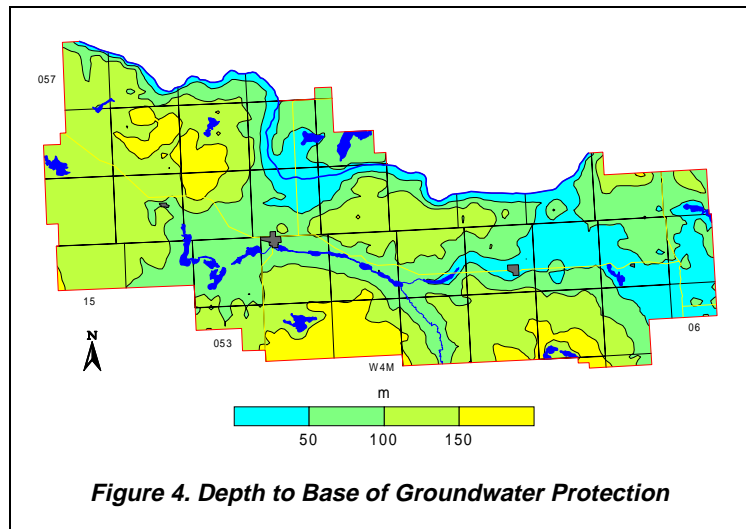 057
15
N
053
W4M
06
m
50 100 150
Figure 4. Depth to Base of Groundwater Protection